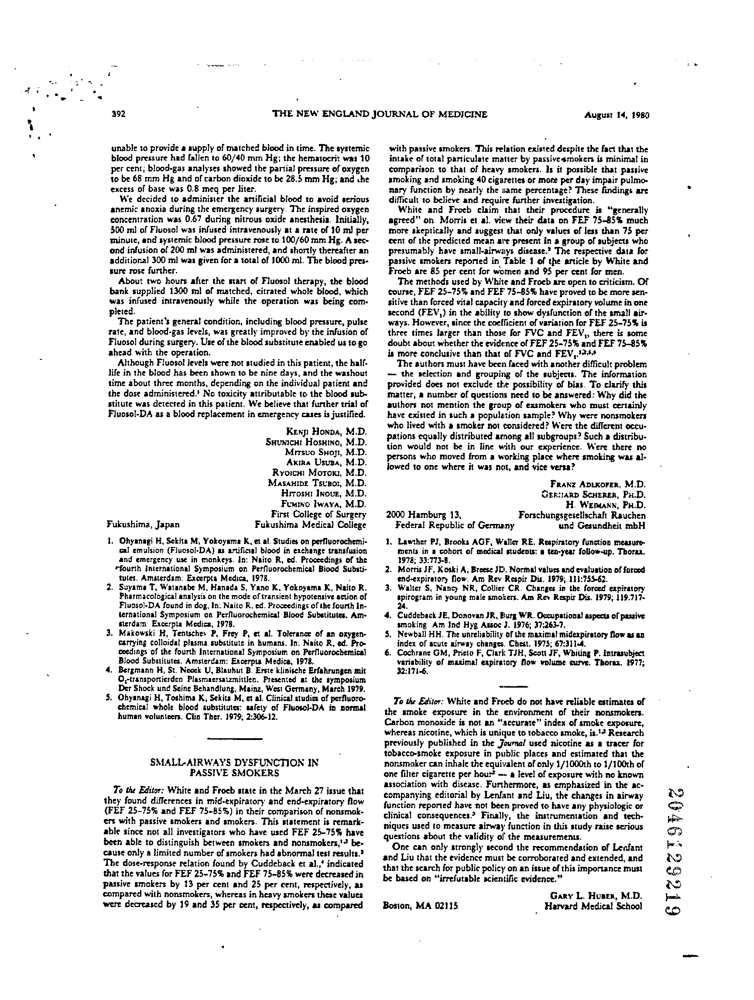 392
THE NEW ENGLAND JOURNAL OF MEDICINE
August 14, 1980
unable to provide a supply of matched blood in time. The systemic
blood pressure had fallen to 60/40 mm Hg; the hematocrit was 10
per cent; blood-gas analyses showed the partial pressure of oxygen
to be 68 mm Hg and of carbon dioxide to be 28.5 mm Hg; and the
excess of base was 0.8 meq per liter.
We decided to administer the artificial blood to avoid serious
anemic anoxia during the emergency surgery. The inspired oxygen
concentration was 0.67 during nitrous oxide anesthesia. Initially,
500 ml of Fluosol was infused intravenously at a rate of 10 ml per
minute, and systemic blood pressure rose to 100/60 mm Hg. A sec-
ond infusion of 200 ml was administered, and shortly thereafter an
additional 300 ml was given for a total of 1000 ml. The blood pres-
sure rose further.
About two hours after the start of Fluosol therapy, the blood
bank supplied 1300 ml of matched, citrated whole blood, which
was infused intravenously while the operation was being com-
pleted.
The patient's general condition, including blood pressure, pulse
rate, and blood-gas levels, was greatly improved by the infusion of
Fluosol during surgery. Use of the blood substitute enabled us to go
ahead with the operation.
Although Fluosol levels were not studied in this patient, the half-
life in the blood has been shown to be nine days, and the washout
time about three months, depending on the individual patient and
the dose administered.⁵ No toxicity attributable to the blood sub-
stitute was detected in this patient. We believe that further trial of
Fluosol-DA as a blood replacement in emergency cases is justified.
KENJI HONDA, M.D.
SHUNICHI HOSHINO, M.D.
MITSUO SHOJI, M.D.
AKIRA USUBA, M.D.
RYOICHI MOTOKI, M.D.
MASAHIDE TSUBOI, M.D.
HITOSHI INOUE, M.D.
FUMINO IWAYA, M.D.
First College of Surgery
Fukushima, Japan Fukushima Medical College
1. Ohyanagi H, Sekita M, Yokoyama K, et al. Studies on perfluorochemi-
cal emulsion (Fluosol-DA) as artificial blood in exchange transfusion
and emergency use in monkeys. In: Naito R, ed. Proceedings of the
fourth International Symposium on Perfluorochemical Blood Substi-
tutes. Amsterdam: Excerpta Medica, 1978.
2. Suyama T, Watanabe M, Hanada S, Yano K, Yokoyama K, Naito R.
Pharmacological analysis on the mode of transient hypotensive action of
Fluosol-DA found in dog. In: Naito R, ed. Proceedings of the fourth In-
ternational Symposium on Perfluorochemical Blood Substitutes. Am-
sterdam: Excerpta Medica, 1978.
3. Makowski H, Tentschev P, Frey P, et al. Tolerance of an oxygen-
carrying colloidal plasma substitute in humans. In: Naito R, ed. Pro-
ceedings of the fourth International Symposium on Perfluorochemical
Blood Substitutes. Amsterdam: Excerpta Medica, 1978.
4. Bergmann H, St. Necek U, Blauhut B. Erste klinische Erfahrungen mit
O₂-transportierden Plasmaersatzmitteln. Presented at the symposium
Der Shock und Seine Behandlung, Mainz, West Germany, March 1979.
5. Ohyanagi H, Toshima K, Sekita M, et al. Clinical studies of perfluoro-
chemical whole blood substitutes: safety of Fluosol-DA in normal
human volunteers. Clin Ther. 1979; 2:306-12.
SMALL-AIRWAYS DYSFUNCTION IN
PASSIVE SMOKERS
To the Editor: White and Froeb state in the March 27 issue that
they found differences in mid-expiratory and end-expiratory flow
(FEF 25-75% and FEF 75-85%) in their comparison of nonsmok-
ers with passive smokers and smokers. This statement is remark-
able since not all investigators who have used FEF 25-75% have
been able to distinguish between smokers and nonsmokers,¹,² be-
cause only a limited number of smokers had abnormal test results.³
The dose-response relation found by Cuddeback et al.,⁴ indicated
that the values for FEF 25-75% and FEF 75-85% were decreased in
passive smokers by 13 per cent and 25 per cent, respectively, as
compared with nonsmokers, whereas in heavy smokers these values
were decreased by 19 and 35 per cent, respectively, as compared
with passive smokers. This relation existed despite the fact that the
intake of total particulate matter by passive smokers is minimal in
comparison to that of heavy smokers. Is it possible that passive
smoking and smoking 40 cigarettes or more per day impair pulmo-
nary function by nearly the same percentage? These findings are
difficult to believe and require further investigation.
White and Froeb claim that their procedure is "generally
agreed" on. Morris et al. view their data on FEF 75-85% much
more skeptically and suggest that only values of less than 75 per
cent of the predicted mean are present in a group of subjects who
presumably have small-airways disease.² The respective data for
passive smokers reported in Table 1 of the article by White and
Froeb are 85 per cent for women and 95 per cent for men.
The methods used by White and Froeb are open to criticism. Of
course, FEF 25-75% and FEF 75-85% have proved to be more sen-
sitive than forced vital capacity and forced expiratory volume in one
second (FEV₁) in the ability to show dysfunction of the small air-
ways. However, since the coefficient of variation for FEF 25-75% is
three times larger than those for FVC and FEV₁, there is some
doubt about whether the evidence of FEF 25-75% and FEF 75-85%
is more conclusive than that of FVC and FEV₁.
The authors must have been faced with another difficult problem
— the selection and grouping of the subjects. The information
provided does not exclude the possibility of bias. To clarify this
matter, a number of questions need to be answered: Why did the
authors not mention the group of exsmokers who must certainly
have existed in such a population sample? Why were nonsmokers
who lived with a smoker not considered? Were the different occu-
pations equally distributed among all subgroups? Such a distribu-
tion would not be in line with our experience. Were there no
persons who moved from a working place where smoking was al-
lowed to one where it was not, and vice versa?
FRANZ ADLKOFER, M.D.
GERHARD SCHERER, PH.D.
H. WEIMANN, PH.D.
2000 Hamburg 13, Forschungsgesellschaft Rauchen
Federal Republic of Germany und Gesundheit mbH
1. Lawther PJ, Brooks AGF, Waller RE. Respiratory function measure-
ments in a cohort of medical students: a ten-year follow-up. Thorax.
1978; 33:773-8.
2. Morris JF, Koski A, Breese JD. Normal values and evaluation of forced
end-expiratory flow. Am Rev Respir Dis. 1979; 111:755-62.
3. Walter S, Nancy NR, Collier CR. Changes in the forced expiratory
spirogram in young male smokers. Am Rev Respir Dis. 1979; 119:717-
24.
4. Cuddeback JE, Donovan JR, Burg WR. Occupational aspects of passive
smoking. Am Ind Hyg Assoc J. 1976; 37:263-7.
5. Newball HH. The unreliability of the maximal midexpiratory flow as an
index of acute airway changes. Chest. 1975; 67:311-4.
6. Cochrane GM, Prieto F, Clark TJH, Scott JF, Whiting P. Intrasubject
variability of maximal expiratory flow volume curve. Thorax. 1977;
32:171-6.
To the Editor: White and Froeb do not have reliable estimates of
the smoke exposure in the environment of their nonsmokers.
Carbon monoxide is not an "accurate" index of smoke exposure,
whereas nicotine, which is unique to tobacco smoke, is.¹,² Research
previously published in the Journal used nicotine as a tracer for
tobacco-smoke exposure in public places and estimated that the
nonsmoker can inhale the equivalent of only 1/1000th to 1/100th of
one filter cigarette per hour² — a level of exposure with no known
association with disease. Furthermore, as emphasized in the ac-
companying editorial by Lenfant and Liu, the changes in airway
function reported have not been proved to have any physiologic or
clinical consequences.³ Finally, the instrumentation and tech-
niques used to measure airway function in this study raise serious
questions about the validity of the measurements.
One can only strongly second the recommendation of Lenfant
and Liu that the evidence must be corroborated and extended, and
that the search for public policy on an issue of this importance must
be based on "irrefutable scientific evidence."
GARY L. HUBER, M.D.
Boston, MA 02115 Harvard Medical School
2046129219